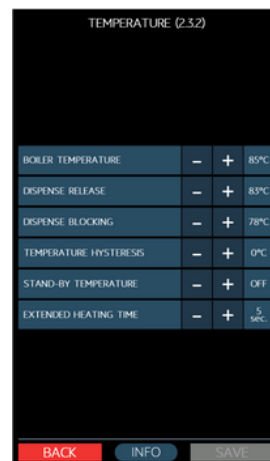 TEMPERATURE (2.3.2)
BOILER TEMPERATURE – + 85°C
DISPENSE RELEASE – + 83°C
DISPENSE BLOCKING – + 78°C
TEMPERATURE HYSTERESIS – + 0°C
STAND-BY TEMPERATURE – + OFF
EXTENDED HEATING TIME – + 5 sec.
BACK INFO SAVE